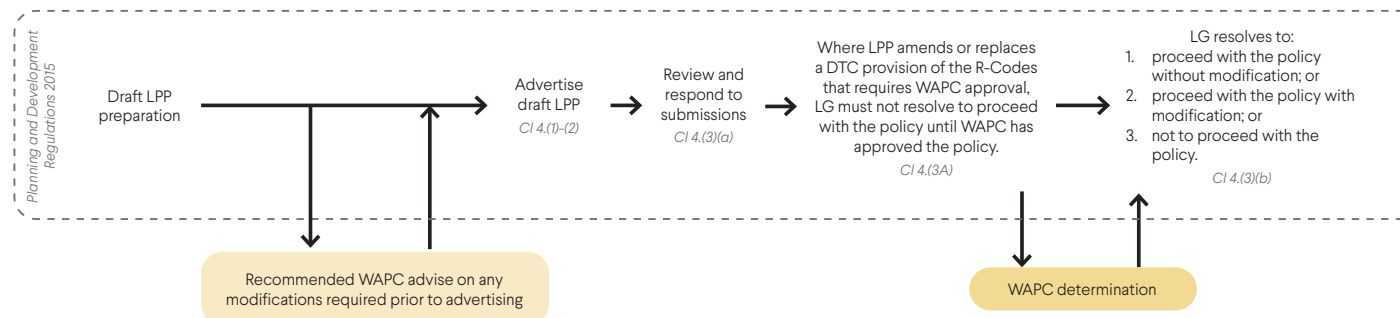 Planning and Development
Regulations 2015
Draft LPP
preparation
Advertise
draft LPP
Cl 4.(1)-(2)
Review and
respond to
submissions
Cl 4.(3)(a)
Where LPP amends or replaces
a DTC provision of the R-Codes
that requires WAPC approval,
LG must not resolve to proceed
with the policy until WAPC has
approved the policy.
Cl 4.(3A)
LG resolves to:
1. proceed with the policy
without modification; or
2. proceed with the policy with
modification; or
3. not to proceed with the
policy.
Cl 4.(3)(b)
Recommended WAPC advise on any
modifications required prior to advertising
WAPC determination